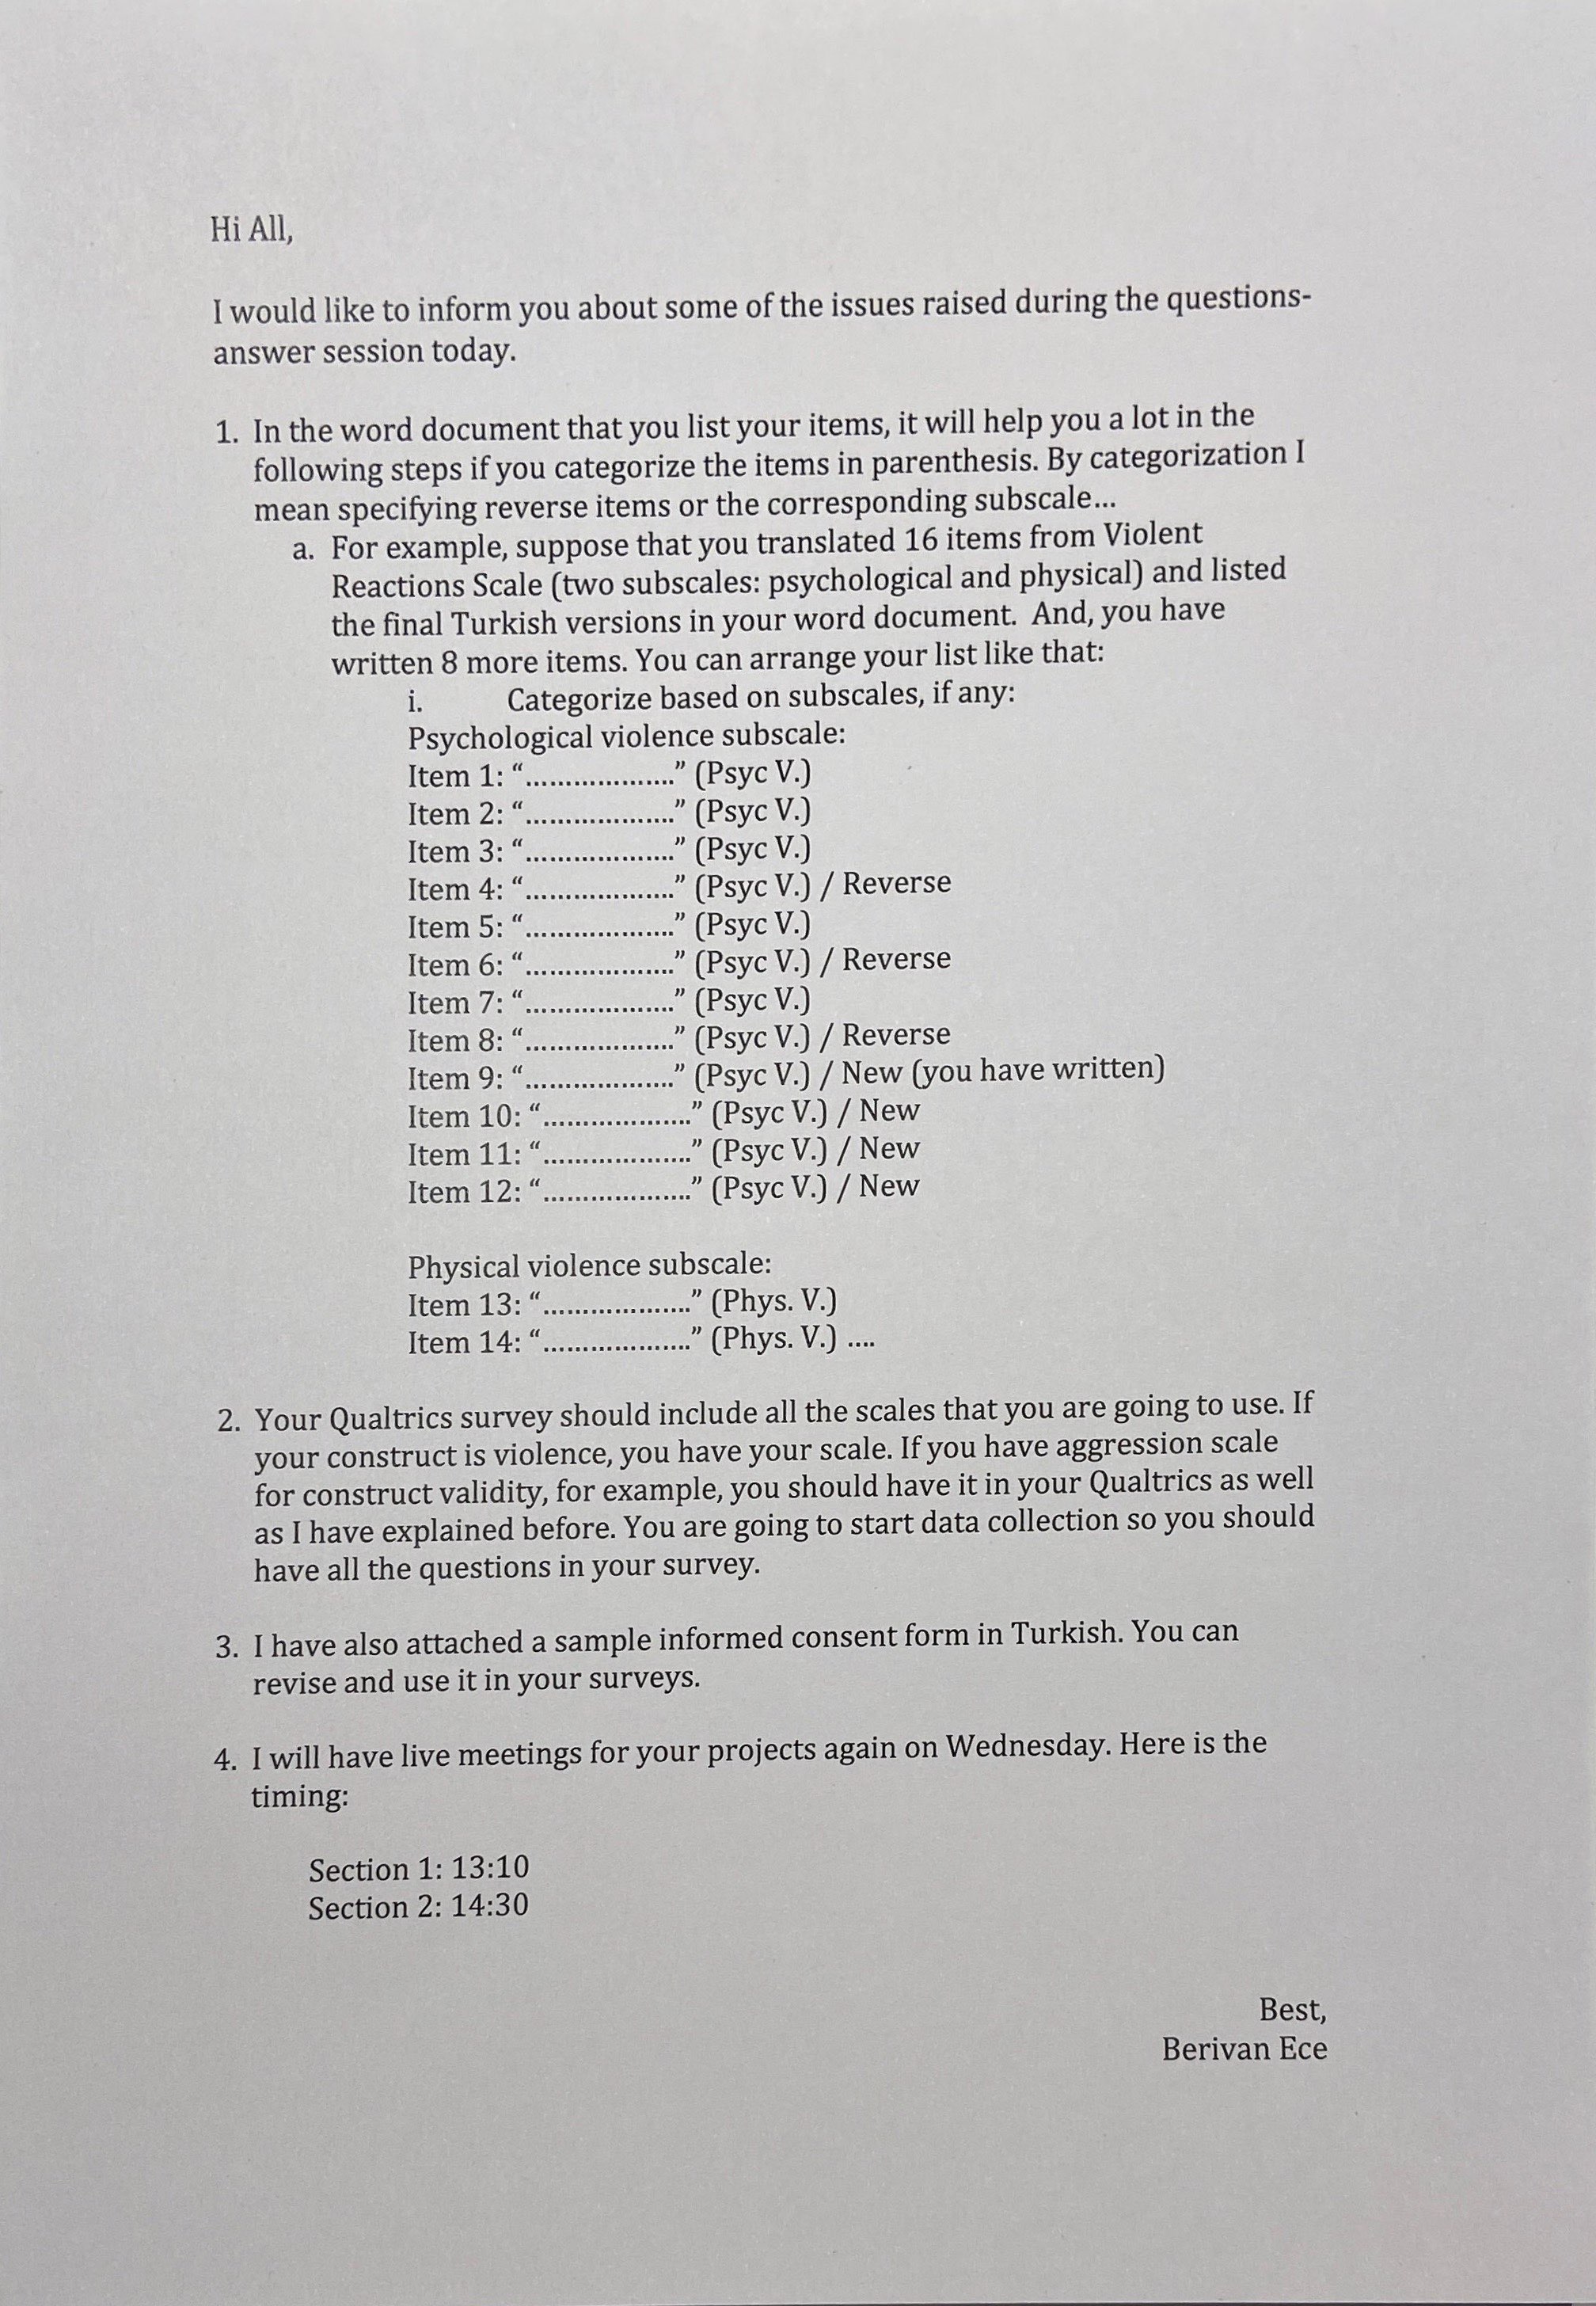 Hi All,
I would like to inform you about some of the issues raised during the questions-
answer session today.
1. In the word document that you list your items, it will help you a lot in the
following steps if you categorize the items in parenthesis. By categorization I
mean specifying reverse items or the corresponding subscale...
a. For example, suppose that you translated 16 items from Violent
Reactions Scale (two subscales: psychological and physical) and listed
the final Turkish versions in your word document. And, you have
written 8 more items. You can arrange your list like that:
i. Categorize based on subscales, if any:
Psychological violence subscale:
Item 1: “...................” (Psyc V.)
Item 2: “...................” (Psyc V.)
Item 3: “...................” (Psyc V.)
Item 4: “...................” (Psyc V.) / Reverse
Item 5: “...................” (Psyc V.)
Item 6: “...................” (Psyc V.) / Reverse
Item 7: “...................” (Psyc V.)
Item 8: “...................” (Psyc V.) / Reverse
Item 9: “...................” (Psyc V.) / New (you have written)
Item 10: “...................” (Psyc V.) / New
Item 11: “...................” (Psyc V.) / New
Item 12: “...................” (Psyc V.) / New
Physical violence subscale:
Item 13: “...................” (Phys. V.)
Item 14: “...................” (Phys. V.) ....
2. Your Qualtrics survey should include all the scales that you are going to use. If
your construct is violence, you have your scale. If you have aggression scale
for construct validity, for example, you should have it in your Qualtrics as well
as I have explained before. You are going to start data collection so you should
have all the questions in your survey.
3. I have also attached a sample informed consent form in Turkish. You can
revise and use it in your surveys.
4. I will have live meetings for your projects again on Wednesday. Here is the
timing:
Section 1: 13:10
Section 2: 14:30
Best,
Berivan Ece